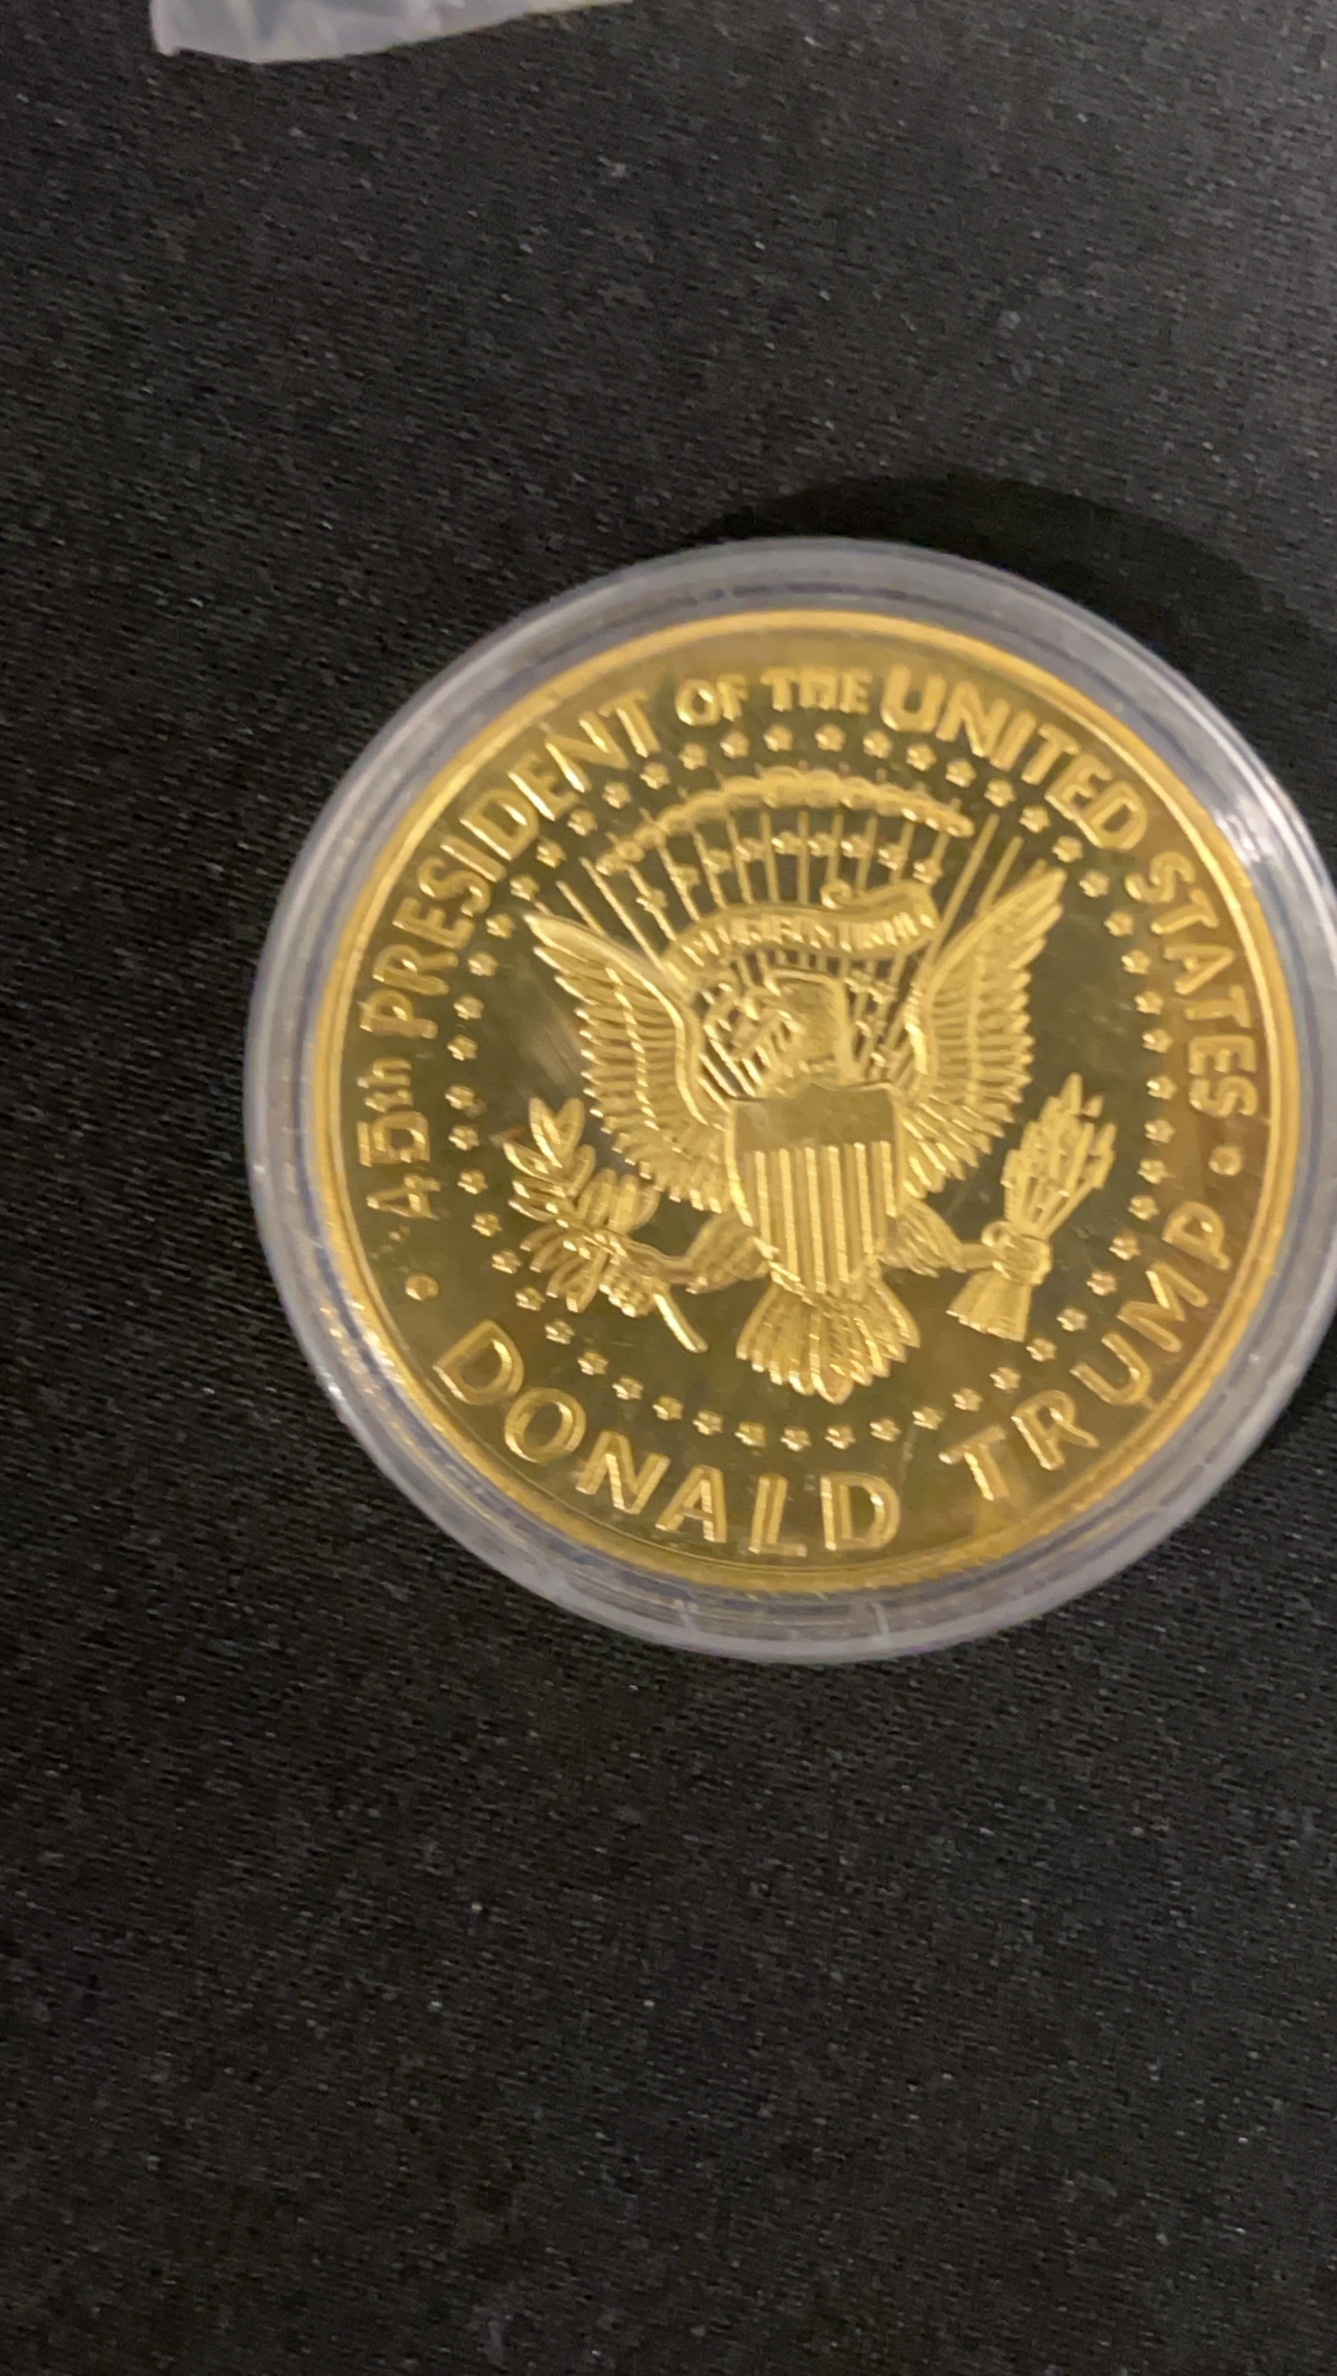 45th PRESIDENT OF THE UNITED STATES
DONALD TRUMP